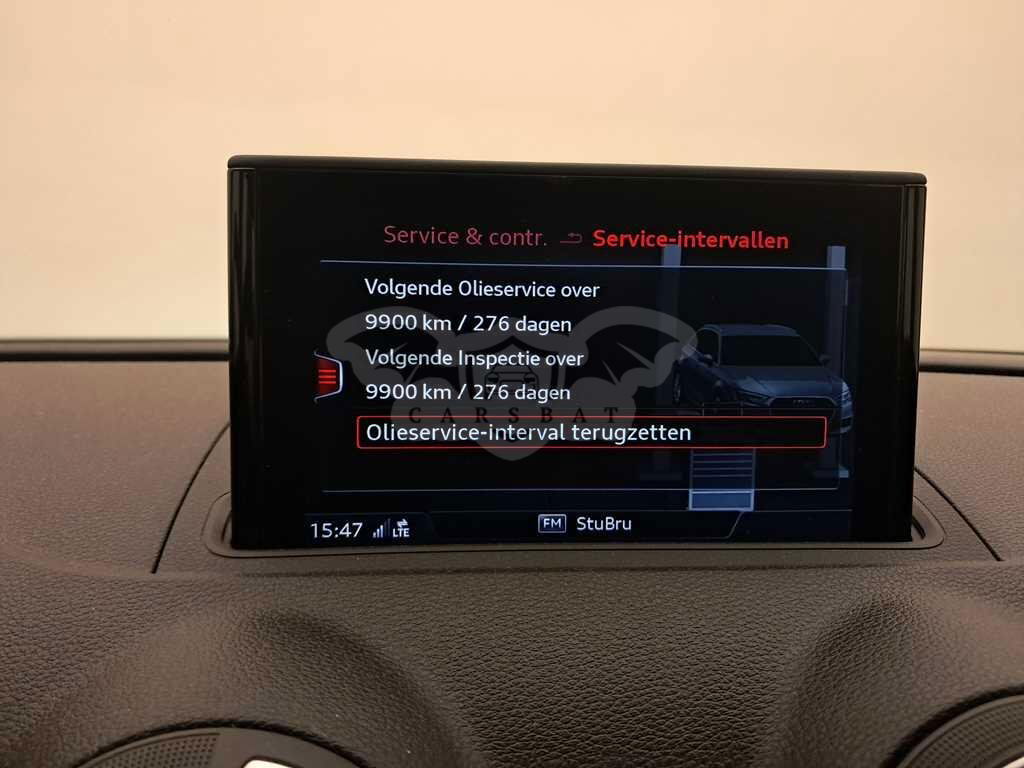 Service & contr. Service-intervallen
Volgende Olieservice over
9900 km / 276 dagen
Volgende Inspectie over
9900 km / 276 dagen
CARSBAT
Olieservice-interval terugzetten
15:47 LTE FM StuBru